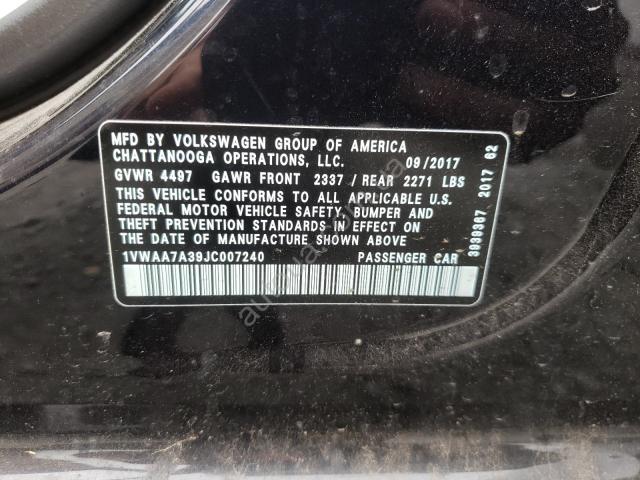 MFD BY VOLKSWAGEN GROUP OF AMERICA
CHATTANOOGA OPERATIONS, LLC. 09/2017
GVWR 4497 GAWR FRONT 2337/REAR 2271 LBS
THIS VEHICLE CONFORMS TO ALL APPLICABLE U.S.
FEDERAL MOTOR VEHICLE SAFETY, BUMPER AND
THEFT PREVENTION STANDARDS IN EFFECT ON
THE DATE OF MANUFACTURE SHOWN ABOVE
1VWAA7A39JC007240 PASSENGER CAR
3939367 2017 62